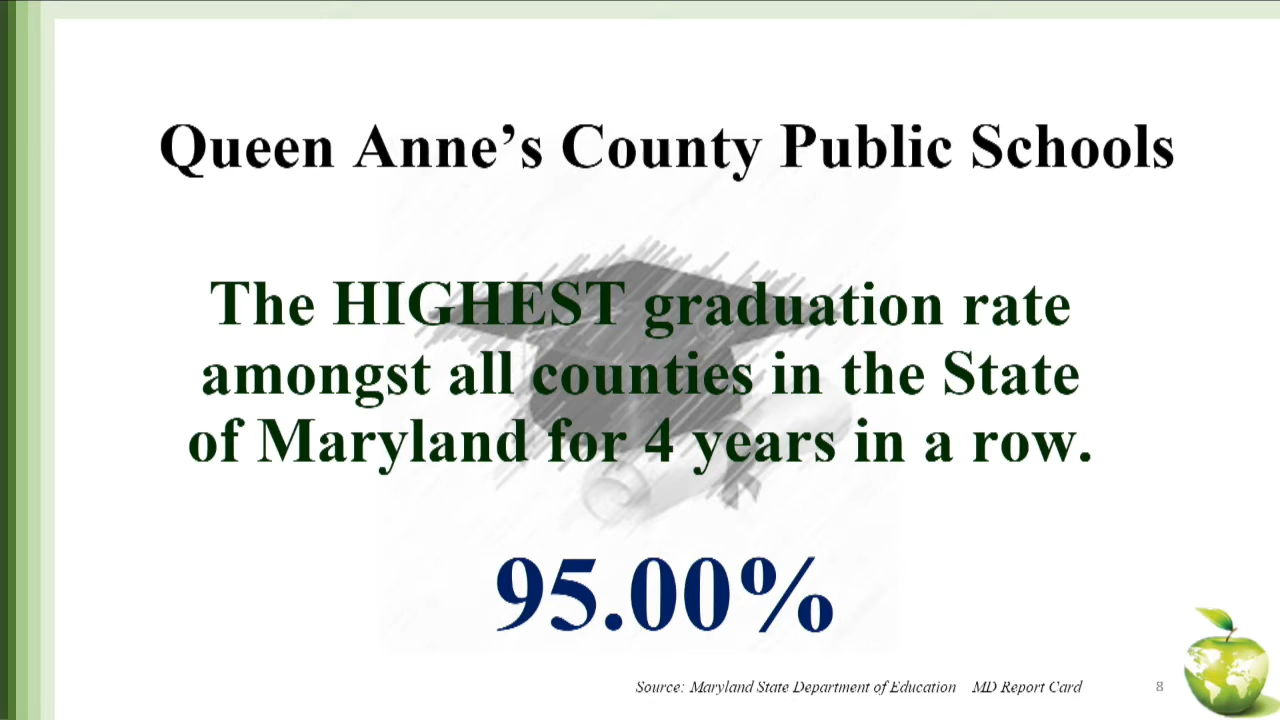 Queen Anne’s County Public Schools
The HIGHEST graduation rate
amongst all counties in the State
of Maryland for 4 years in a row.
95.00%
Source: Maryland State Department of Education MD Report Card
8